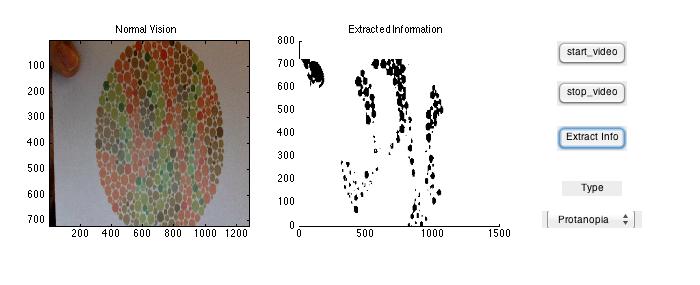 Normal Vision
100
200
300
400
500
600
700
200 400 600 800 1000 1200
Extracted Information
800
700
600
500
400
300
200
100
0
0 500 1000 1500
start_video
stop_video
Extract Info
Type
Protanopia